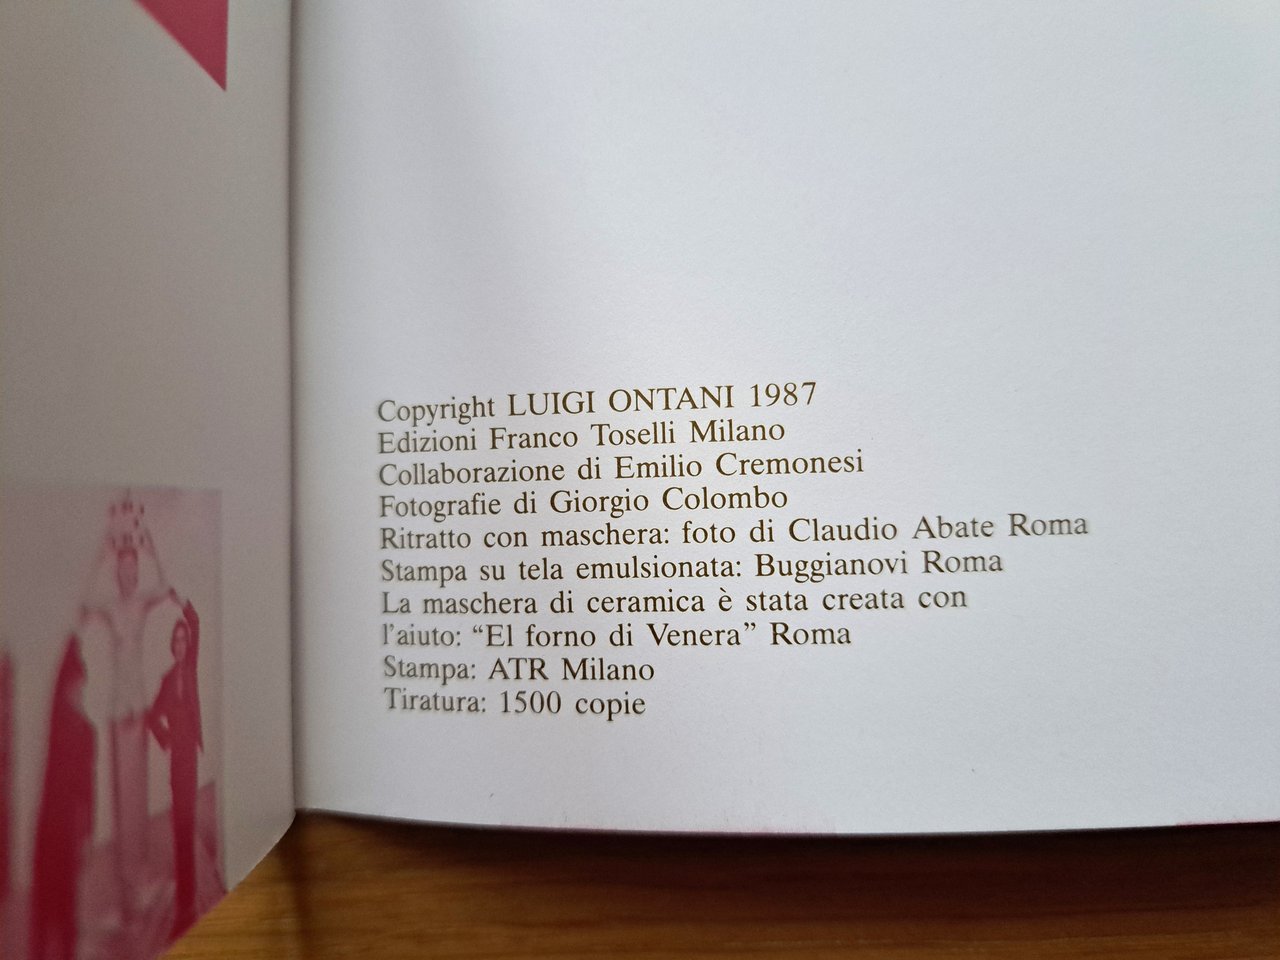 Copyright LUIGI ONTANI 1987
Edizioni Franco Toselli Milano
Collaborazione di Emilio Cremonesi
Fotografie di Giorgio Colombo
Ritratto con maschera: foto di Claudio Abate Roma
Stampa su tela emulsionata: Buggianovi Roma
La maschera di ceramica è stata creata con
l'aiuto: “El forno di Venera” Roma
Stampa: ATR Milano
Tiratura: 1500 copie